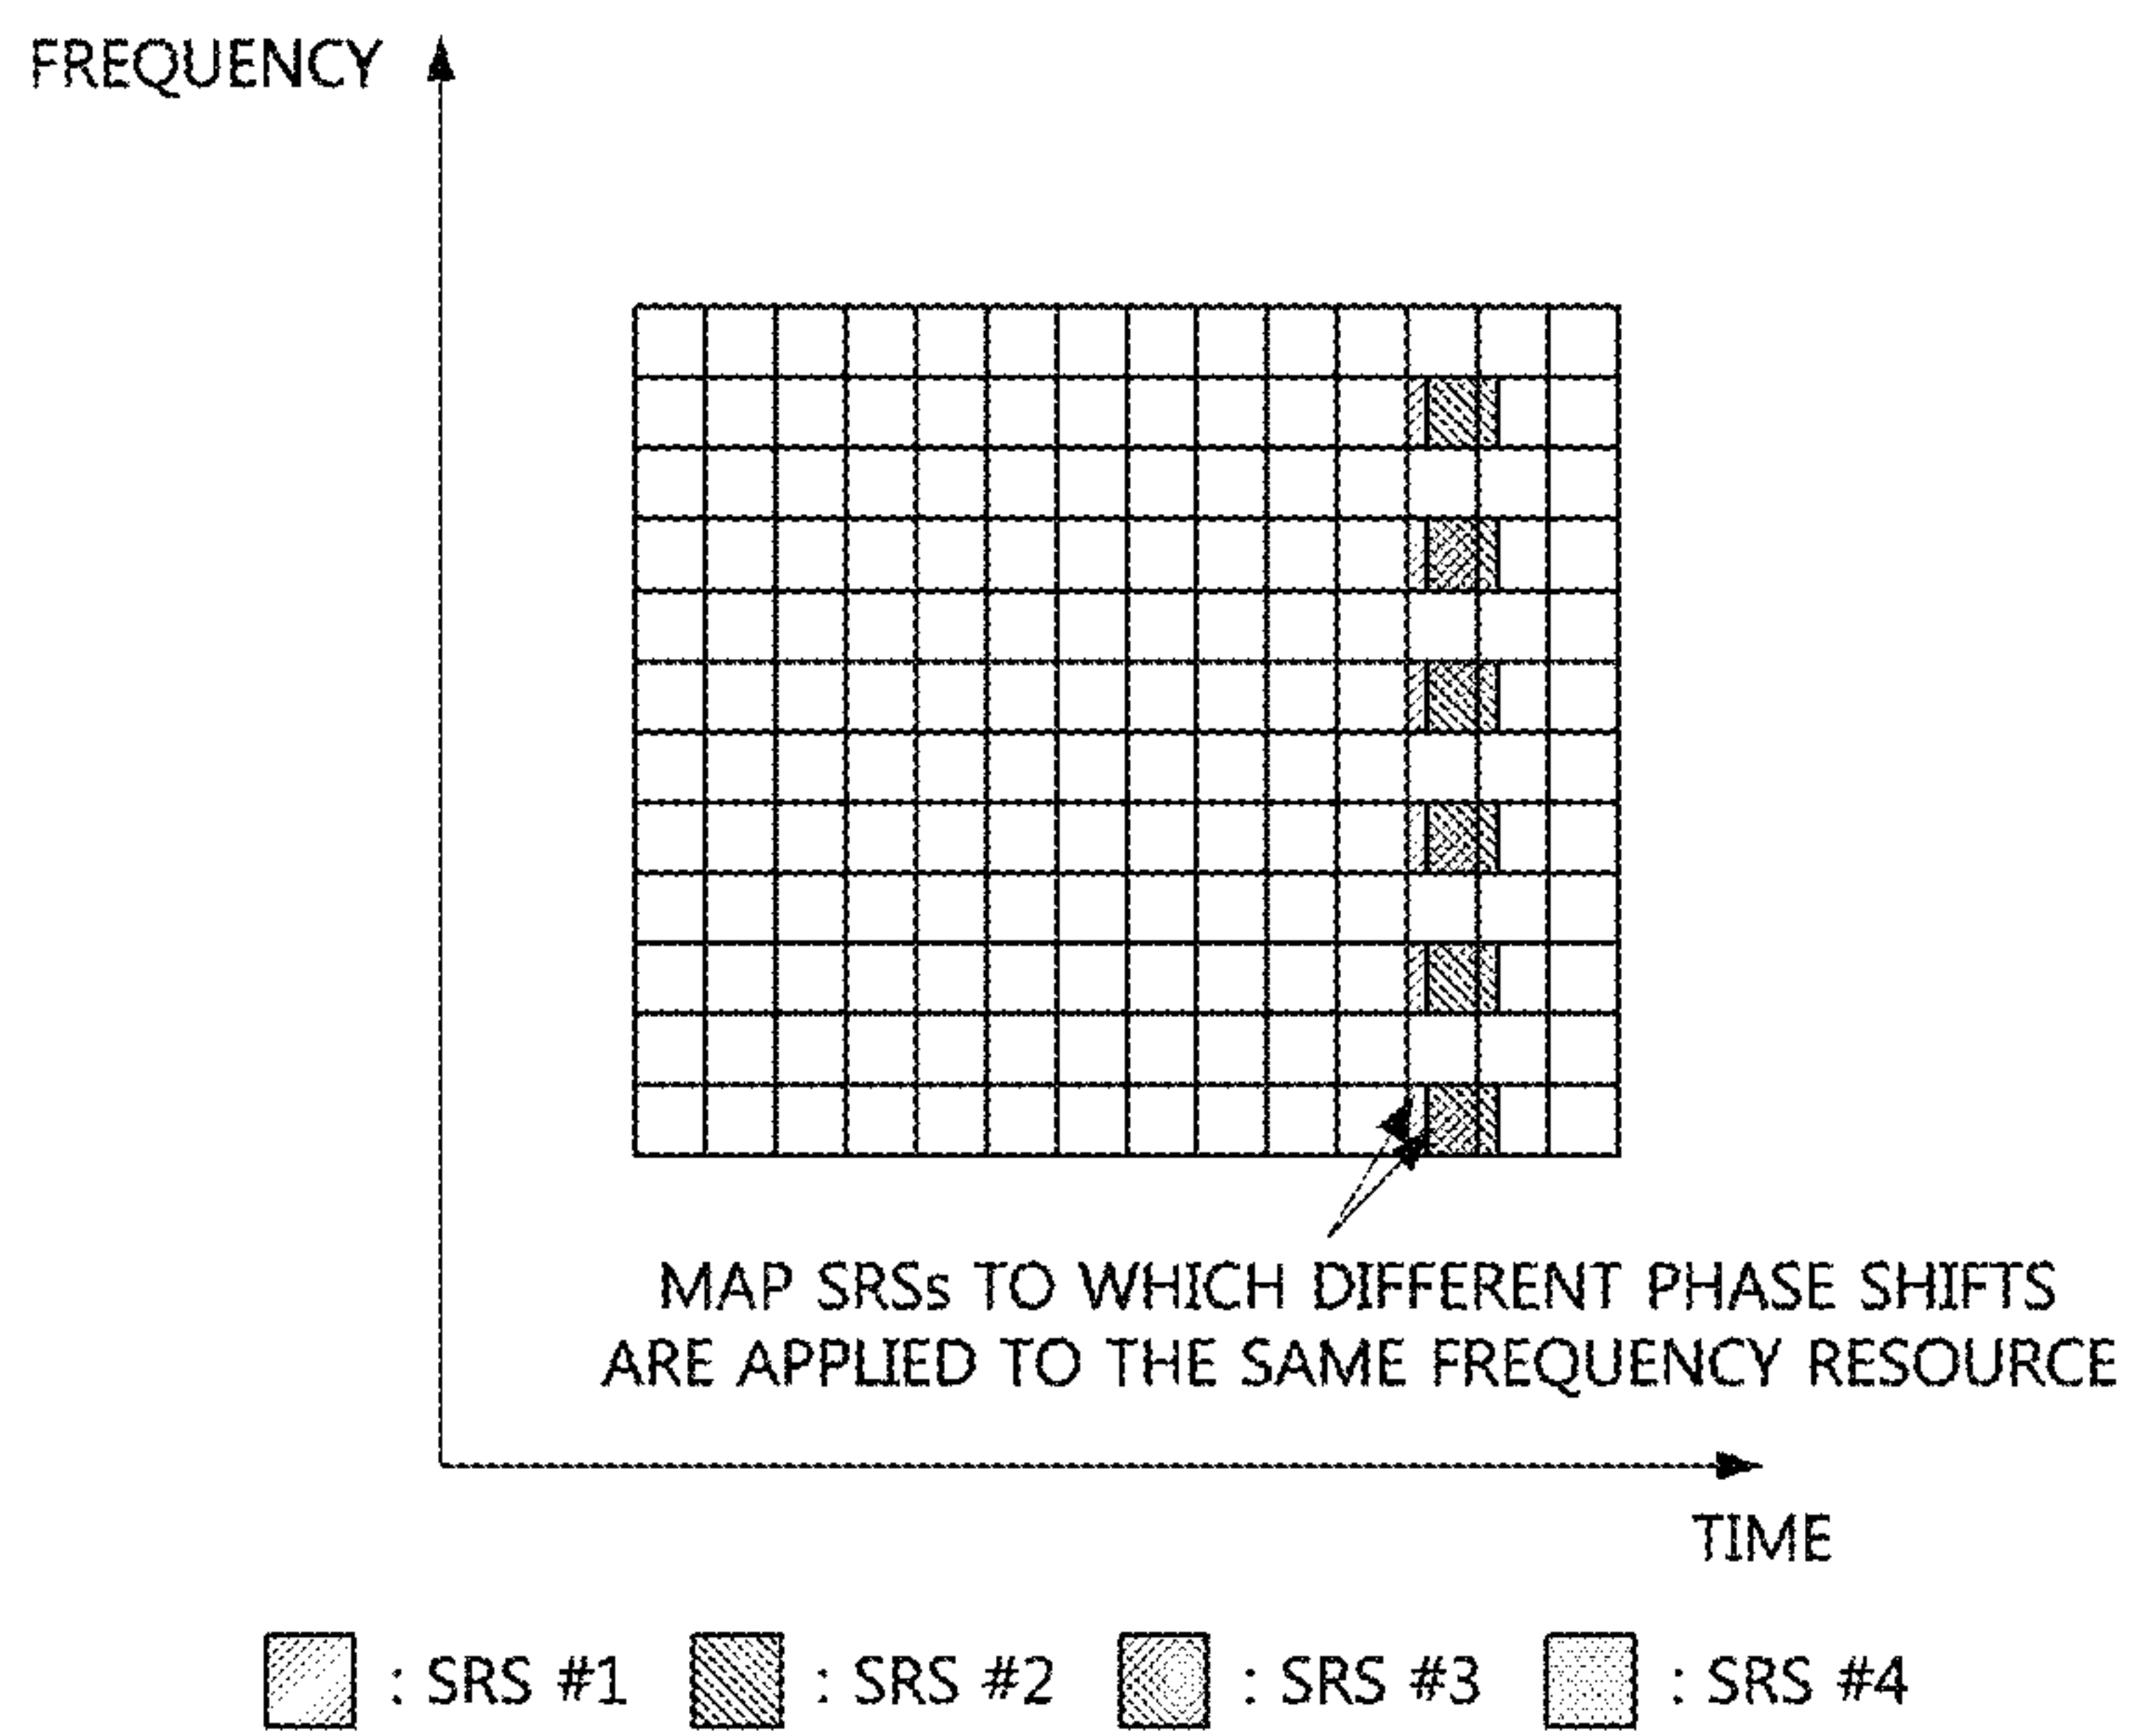 FREQUENCY
MAP SRSs TO WHICH DIFFERENT PHASE SHIFTS
ARE APPLIED TO THE SAME FREQUENCY RESOURCE
TIME
: SRS #1 : SRS #2 : SRS #3 : SRS #4